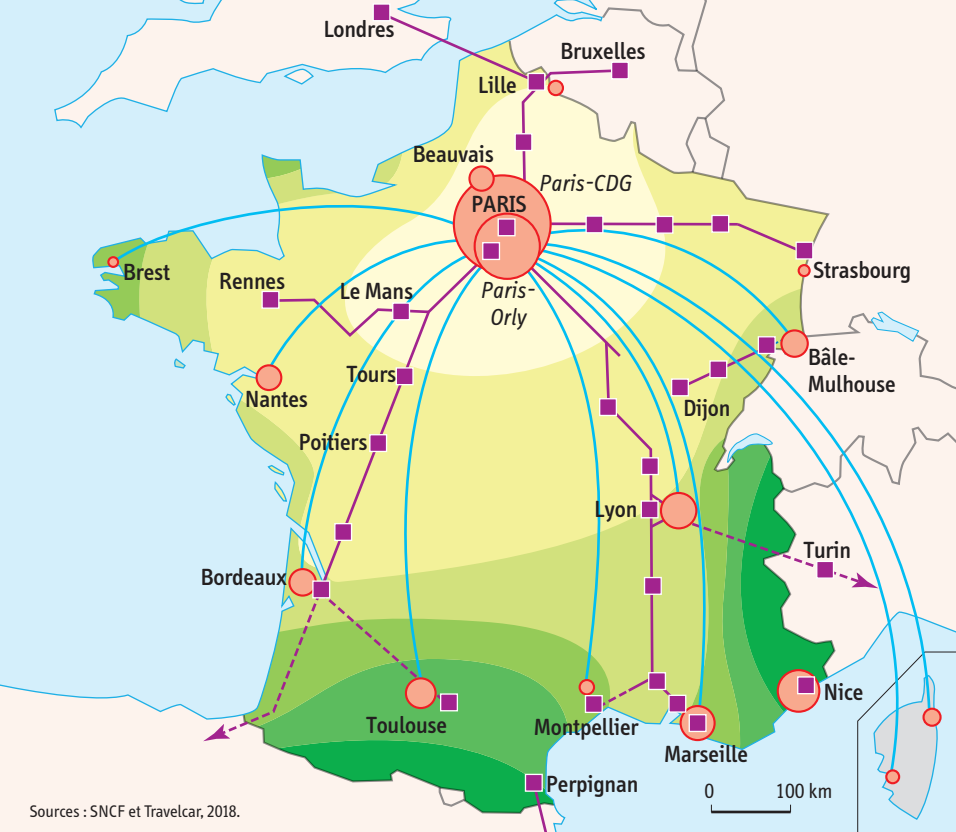 Londres
Bruxelles
Lille
Beauvais
Paris-CDG
PARIS
Brest
Strasbourg
Rennes
Le Mans
Paris-
Orly
Bâle-
Mulhouse
Tours
Nantes
Dijon
Poitiers
Lyon
Turin
Bordeaux
Nice
Toulouse
Montpellier
Marseille
Perpignan
0
100 km
Sources : SNCF et Travelcar, 2018.